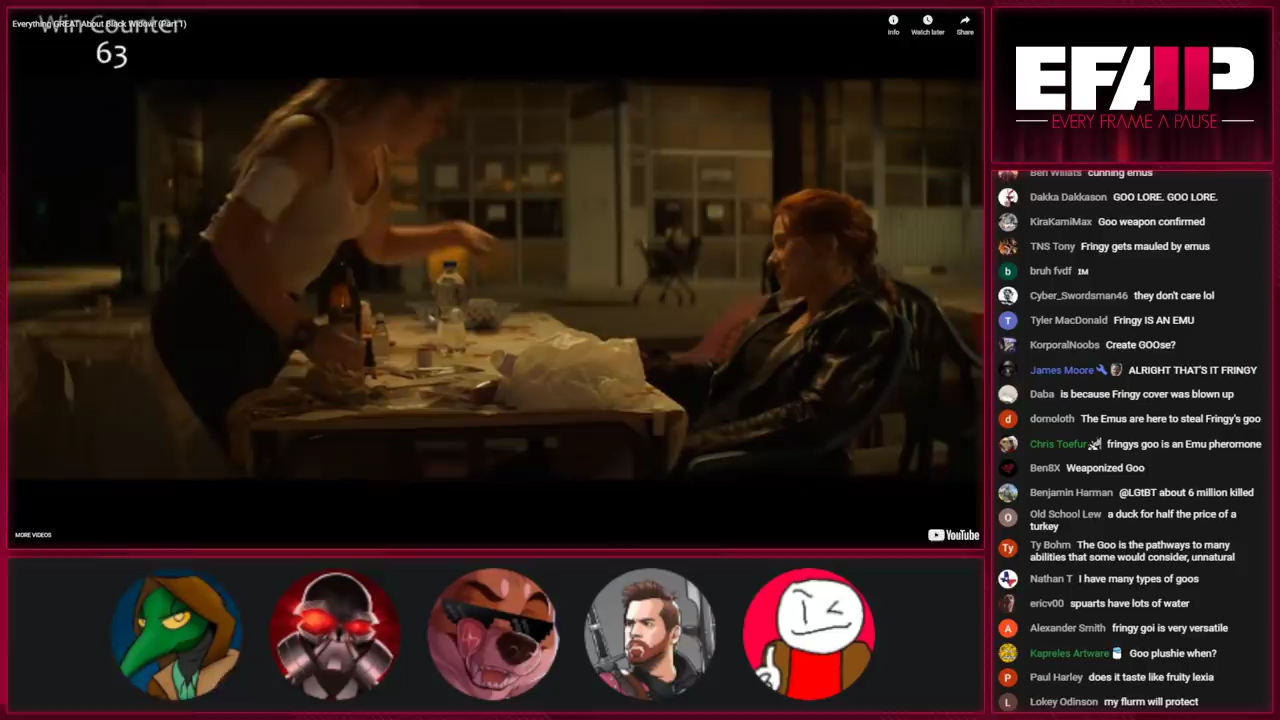 Everything GREAT About Black Widow! (Part 1)
Win Counter
63
Info
Watch later
Share
MORE VIDEOS
YouTube
EFAP
EVERY FRAME A PAUSE
Ben Willats cunning emus
Dakka Dakkason GOO LORE. GOO LORE.
KiraKamiMax Goo weapon confirmed
TNS Tony Fringy gets mauled by emus
b bruh fvdf IM
Cyber_Swordsman46 they don't care lol
T Tyler MacDonald Fringy IS AN EMU
KorporalNoobs Create GOOse?
James Moore ALRIGHT THAT'S IT FRINGY
Daba is because Fringy cover was blown up
d domoloth The Emus are here to steal Fringy's goo
Chris Toefur fringys goo is an Emu pheromone
Ben8X Weaponized Goo
Benjamin Harman @LGtBT about 6 million killed
O Old School Lew a duck for half the price of a
turkey
Ty Ty Bohm The Goo is the pathways to many
abilities that some would consider, unnatural
Nathan T I have many types of goos
ericv00 spuarts have lots of water
A Alexander Smith fringy goi is very versatile
Kapreles Artware Goo plushie when?
P Paul Harley does it taste like fruity lexia
L Lokey Odinson my flurm will protect